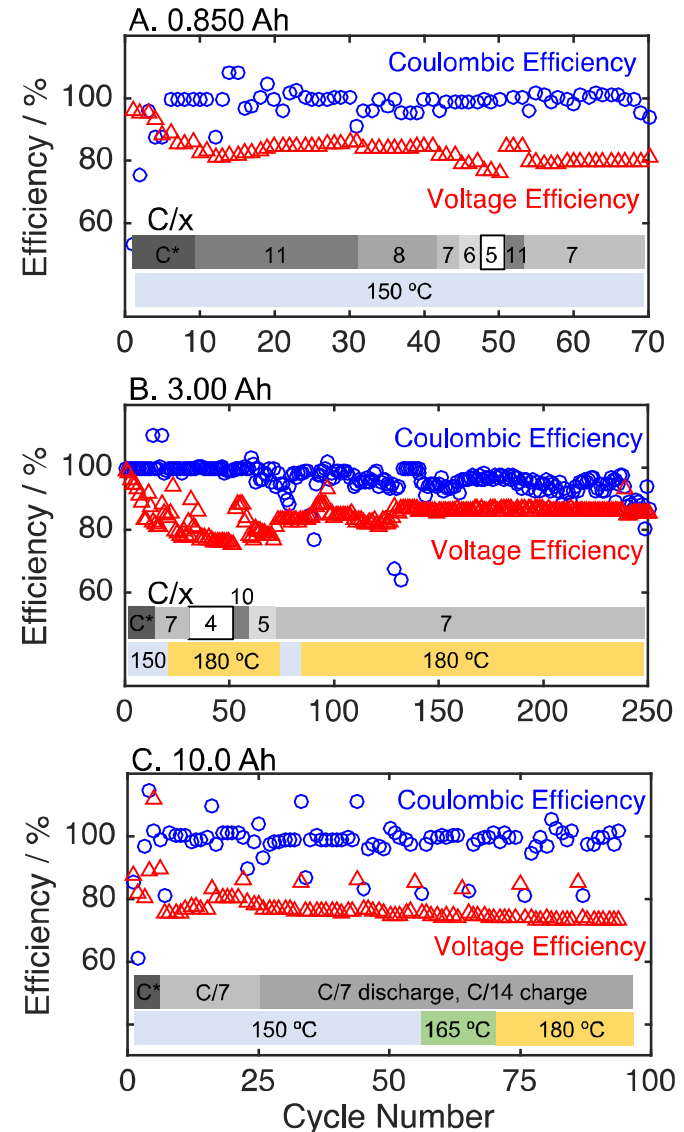 A. 0.850 Ah
Coulombic Efficiency
Voltage Efficiency
Efficiency / %
100
80
60
C/x
C* 11 8 7 6 5 11 7
150 ºC
0 10 20 30 40 50 60 70
B. 3.00 Ah
Coulombic Efficiency
Voltage Efficiency
Efficiency / %
100
80
60
C/x 10
C* 7 4 5 7
150 180 ºC 180 ºC
0 50 100 150 200 250
C. 10.0 Ah
Coulombic Efficiency
Voltage Efficiency
Efficiency / %
100
80
60
C* C/7 C/7 discharge, C/14 charge
150 ºC 165 ºC 180 ºC
0 25 50 75 100
Cycle Number